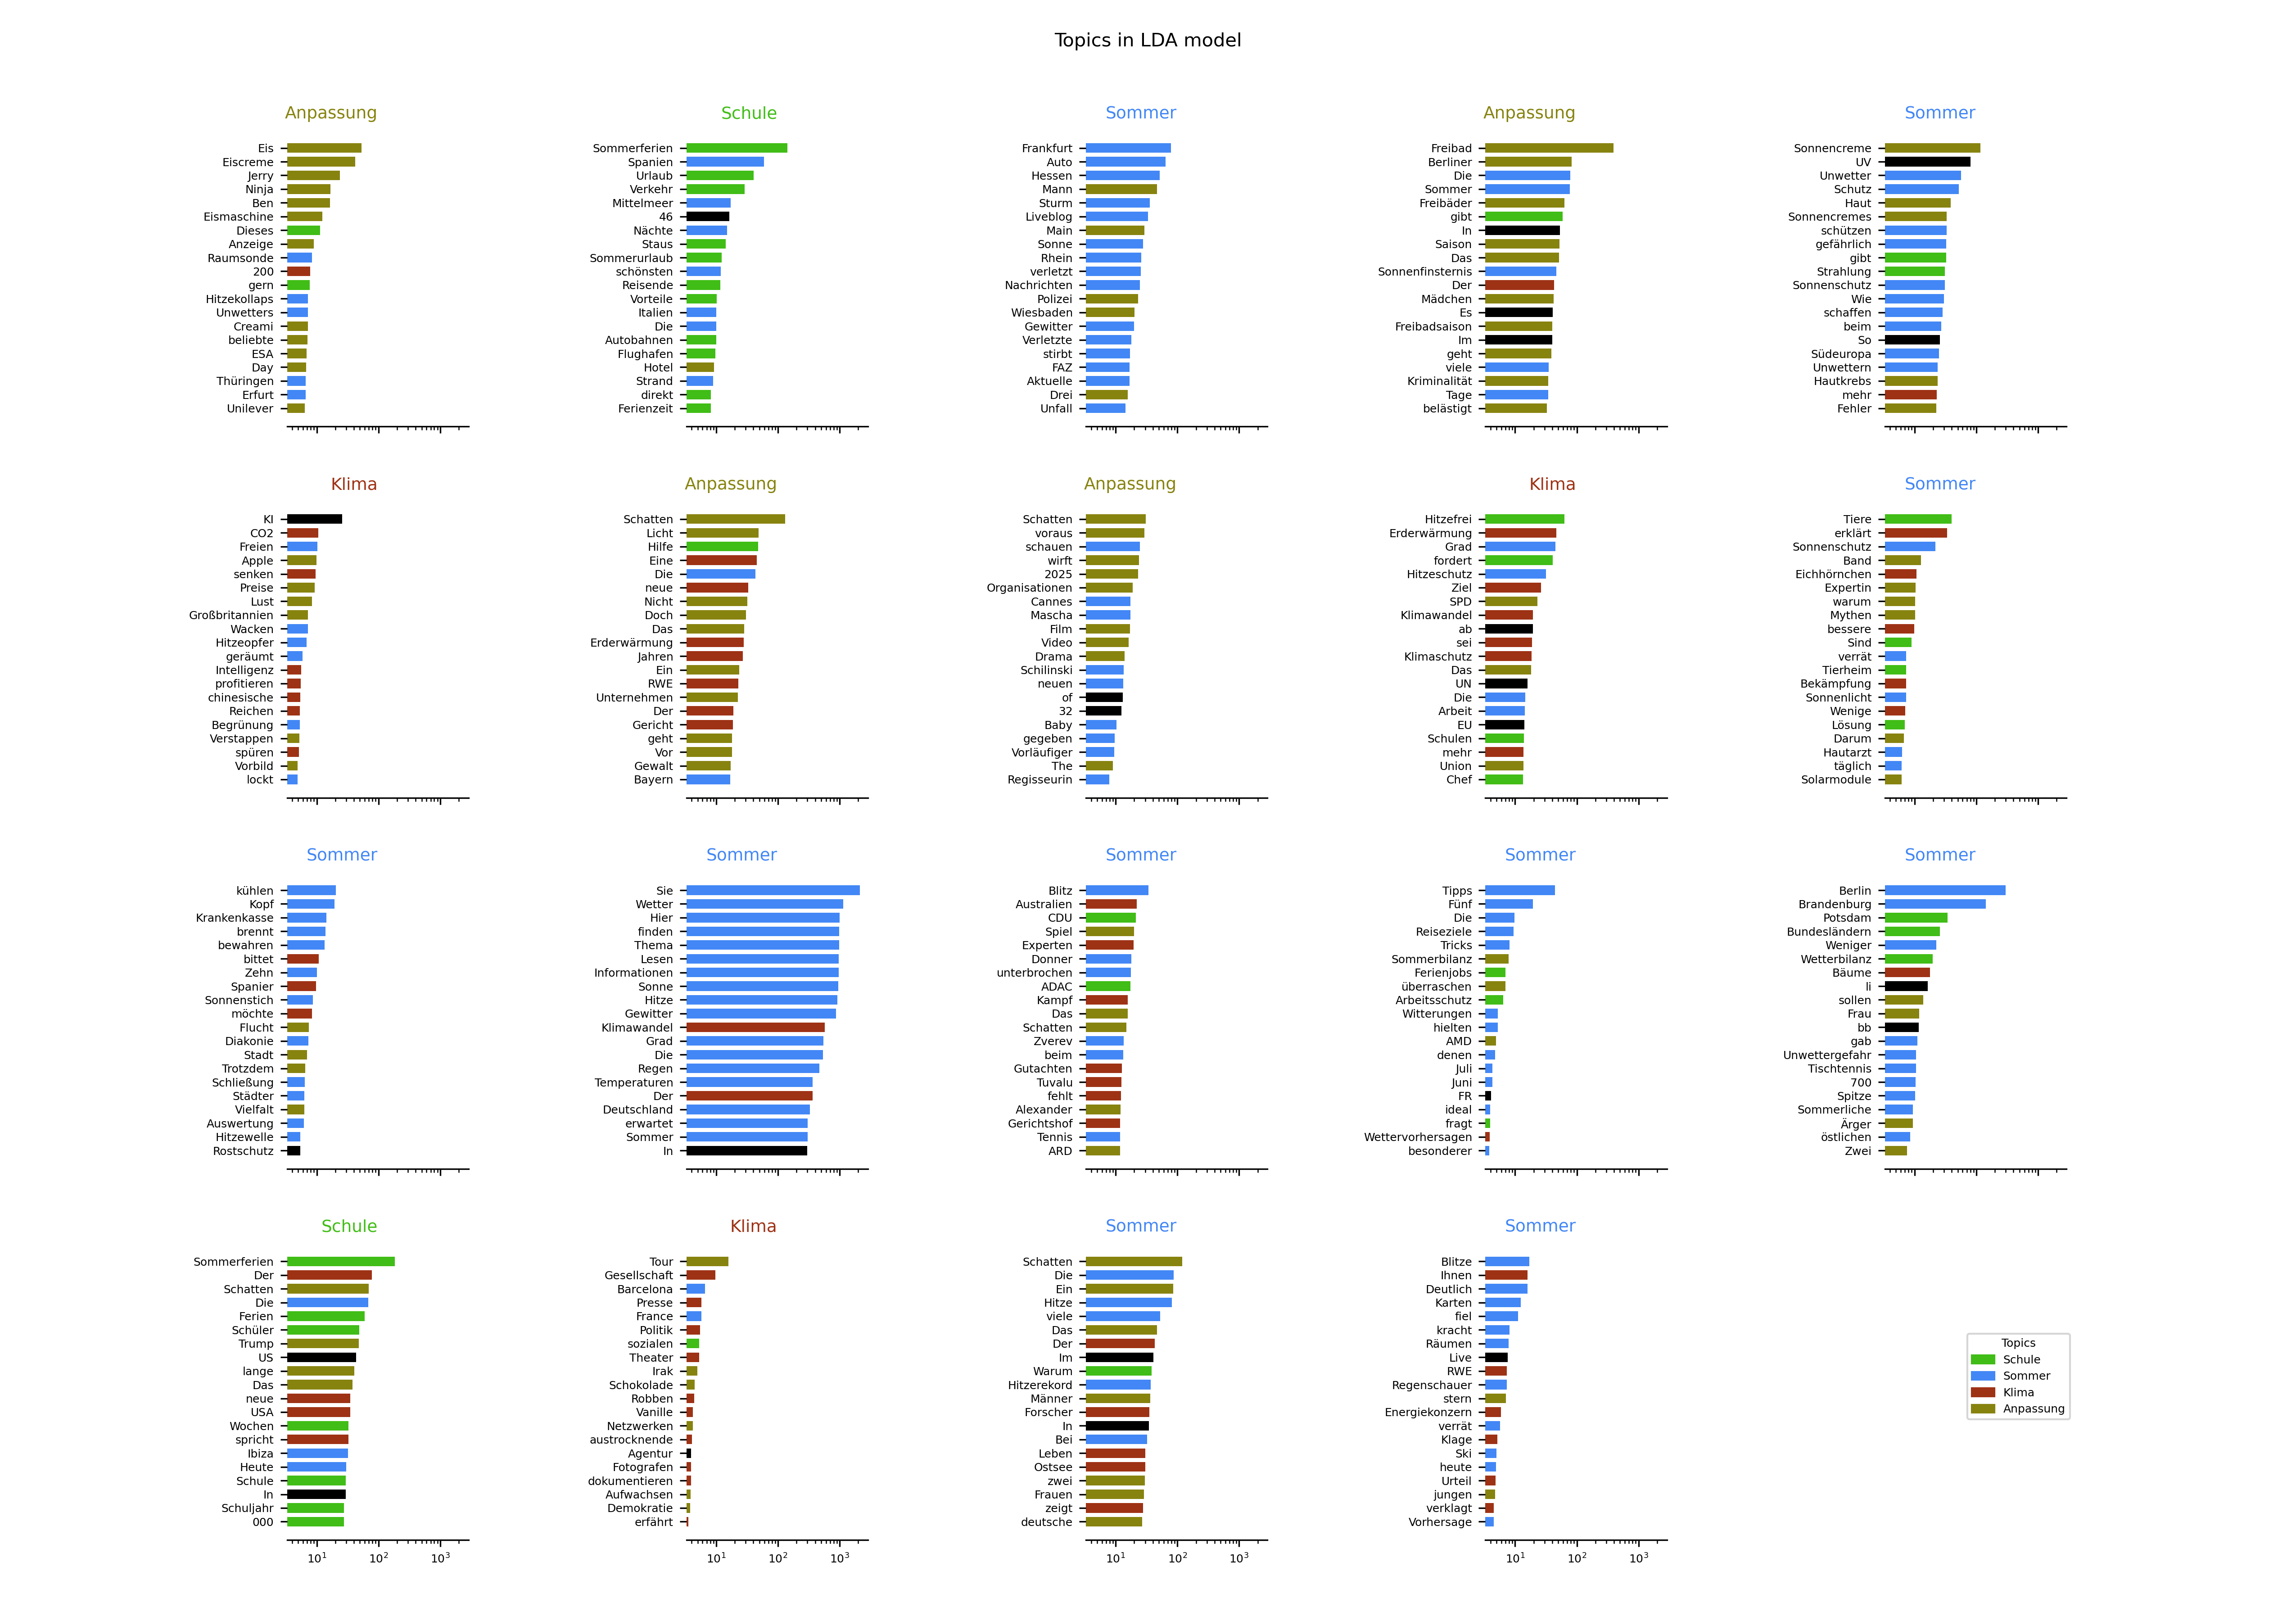 Topics in LDA model
Anpassung
Eis
Eiscreme
Jerry
Ninja
Ben
Eismaschine
Dieses
Anzeige
Raumsonde
200
gern
Hitzekollaps
Unwetters
Creami
beliebte
ESA
Day
Thüringen
Erfurt
Unilever
Schule
Sommerferien
Spanien
Urlaub
Verkehr
Mittelmeer
46
Nächte
Staus
Sommerurlaub
schönsten
Reisende
Vorteile
Italien
Die
Autobahnen
Flughafen
Hotel
Strand
direkt
Ferienzeit
Sommer
Frankfurt
Auto
Hessen
Mann
Sturm
Liveblog
Main
Sonne
Rhein
verletzt
Nachrichten
Polizei
Wiesbaden
Gewitter
Verletzte
stirbt
FAZ
Aktuelle
Drei
Unfall
Anpassung
Freibad
Berliner
Die
Sommer
Freibäder
gibt
In
Saison
Das
Sonnenfinsternis
Der
Mädchen
Es
Freibadsaison
Im
geht
viele
Kriminalität
Tage
belästigt
Sommer
Sonnencreme
UV
Unwetter
Schutz
Haut
Sonnencremes
schützen
gefährlich
gibt
Strahlung
Sonnenschutz
Wie
schaffen
beim
So
Südeuropa
Unwettern
Hautkrebs
mehr
Fehler
Klima
KI
CO2
Freien
Apple
senken
Preise
Lust
Großbritannien
Wacken
Hitzeopfer
geräumt
Intelligenz
profitieren
chinesische
Reichen
Begrünung
Verstappen
spüren
Vorbild
lockt
Anpassung
Schatten
Licht
Hilfe
Eine
Die
neue
Nicht
Doch
Das
Erderwärmung
Jahren
Ein
RWE
Unternehmen
Der
Gericht
geht
Vor
Gewalt
Bayern
Anpassung
Schatten
voraus
schauen
wirft
2025
Organisationen
Cannes
Mascha
Film
Video
Drama
Schilinski
neuen
of
32
Baby
gegeben
Vorläufiger
The
Regisseurin
Klima
Hitzefrei
Erderwärmung
Grad
fordert
Hitzeschutz
Ziel
SPD
Klimawandel
ab
sei
Klimaschutz
Das
UN
Die
Arbeit
EU
Schulen
mehr
Union
Chef
Sommer
Tiere
erklärt
Sonnenschutz
Band
Eichhörnchen
Expertin
warum
Mythen
bessere
Sind
verrät
Tierheim
Bekämpfung
Sonnenlicht
Wenige
Lösung
Darum
Hautarzt
täglich
Solarmodule
Sommer
kühlen
Kopf
Krankenkasse
brennt
bewahren
bittet
Zehn
Spanier
Sonnenstich
möchte
Flucht
Diakonie
Stadt
Trotzdem
Schließung
Städter
Vielfalt
Auswertung
Hitzewelle
Rostschutz
Sommer
Sie
Wetter
Hier
finden
Thema
Lesen
Informationen
Sonne
Hitze
Gewitter
Klimawandel
Grad
Die
Regen
Temperaturen
Der
Deutschland
erwartet
Sommer
In
Sommer
Blitz
Australien
CDU
Spiel
Experten
Donner
unterbrochen
ADAC
Kampf
Das
Schatten
Zverev
beim
Gutachten
Tuvalu
fehlt
Alexander
Gerichtshof
Tennis
ARD
Sommer
Tipps
Fünf
Die
Reiseziele
Tricks
Sommerbilanz
Ferienjobs
überraschen
Arbeitsschutz
Witterungen
hielten
AMD
denen
Juli
Juni
FR
ideal
fragt
Wettervorhersagen
besonderer
Sommer
Berlin
Brandenburg
Potsdam
Bundesländern
Weniger
Wetterbilanz
Bäume
li
sollen
Frau
bb
gab
Unwettergefahr
Tischtennis
700
Spitze
Sommerliche
Ärger
östlichen
Zwei
Schule
Sommerferien
Der
Schatten
Die
Ferien
Schüler
Trump
US
lange
Das
neue
USA
Wochen
spricht
Ibiza
Heute
Schule
In
Schuljahr
000
10¹ 10² 10³
Klima
Tour
Gesellschaft
Barcelona
Presse
France
Politik
sozialen
Theater
Irak
Schokolade
Robben
Vanille
Netzwerken
austrocknende
Agentur
Fotografen
dokumentieren
Aufwachsen
Demokratie
erfährt
10¹ 10² 10³
Sommer
Schatten
Die
Ein
Hitze
viele
Das
Der
Im
Warum
Hitzerekord
Männer
Forscher
In
Bei
Leben
Ostsee
zwei
Frauen
zeigt
deutsche
10¹ 10² 10³
Sommer
Blitze
Ihnen
Deutlich
Karten
fiel
kracht
Räumen
Live
RWE
Regenschauer
stern
Energiekonzern
verrät
Klage
Ski
heute
Urteil
jungen
verklagt
Vorhersage
10¹ 10² 10³
Topics
Schule
Sommer
Klima
Anpassung